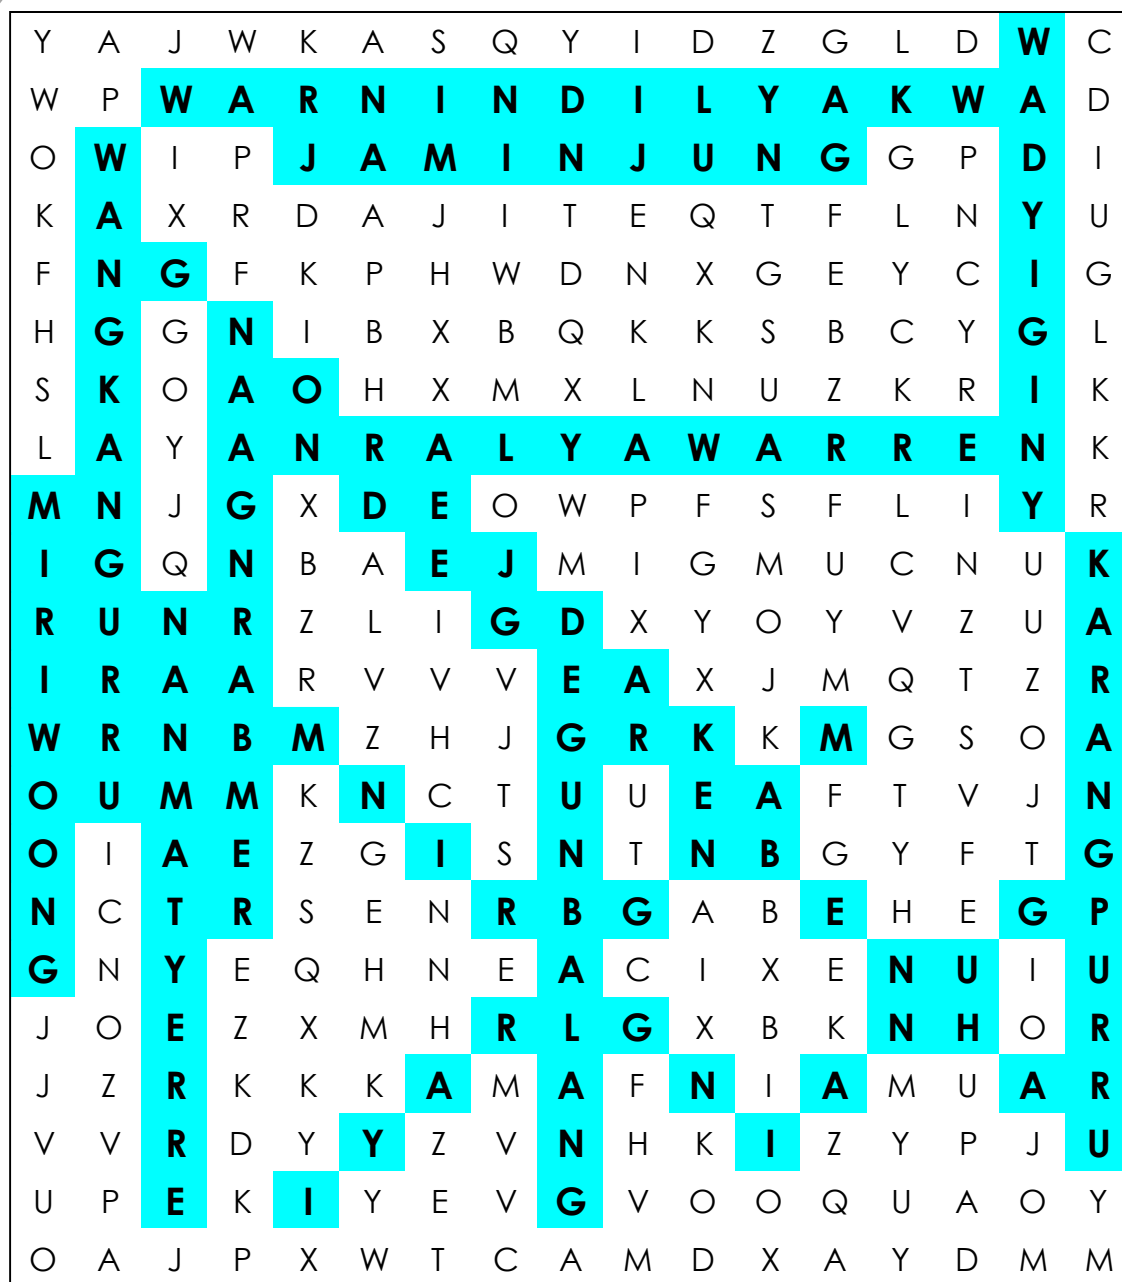 Y A J W K A S Q Y I D Z G L D W C
W P W A R N I N D I L Y A K W A D
O W I P J A M I N J U N G G P D I
K A X R D A J I T E Q T F L N Y U
F N G F K P H W D N X G E Y C I G
H G G N I B X B Q K K S B C Y G L
S K O A O H X M X L N U Z K R I K
L A Y A N R A L Y A W A R R E N K
M N J G X D E O W P F S F L I Y R
I G Q N B A E J M I G M U C N U K
R U N R Z L I G D X Y O Y V Z U A
I R A A R V V V E A X J M Q T Z R
W R N B M Z H J G R K K M G S O A
O U M M K N C T U U E A F T V J N
O I A E Z G I S N T N B G Y F T G
N C T R S E N R B G A B E H E G P
G N Y E Q H N E A C I X E N U I U
J O E Z X M H R L G X B K N H O R
J Z R K K K A M A F N I A M U A R
V V R D Y Y Z V N H K I Z Y P J U
U P E K I Y E V G V O O Q U A O Y
O A J P X W T C A M D X A Y D M M